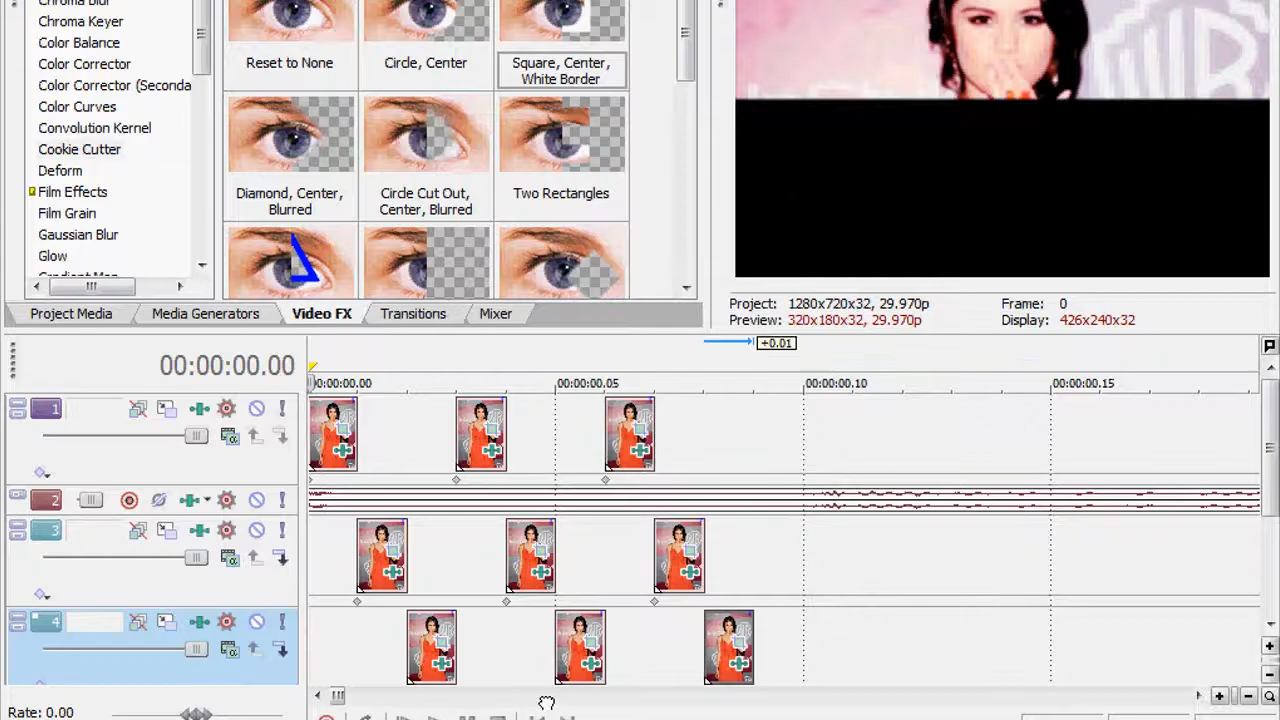 Chroma Blur
Chroma Keyer
Color Balance
Color Corrector
Color Corrector (Seconda
Color Curves
Convolution Kernel
Cookie Cutter
Deform
Film Effects
Film Grain
Gaussian Blur
Glow
Gradient Map
Reset to None
Circle, Center
Square, Center,
White Border
Diamond, Center,
Blurred
Circle Cut Out,
Center, Blurred
Two Rectangles
Project Media
Media Generators
Video FX
Transitions
Mixer
Project: 1280x720x32, 29.970p
Frame: 0
Preview: 320x180x32, 29.970p
Display: 426x240x32
+0.01
00:00:00.00
00:00:00.00
00:00:00.05
00:00:00.10
00:00:00.15
1
2
3
4
Rate: 0.00